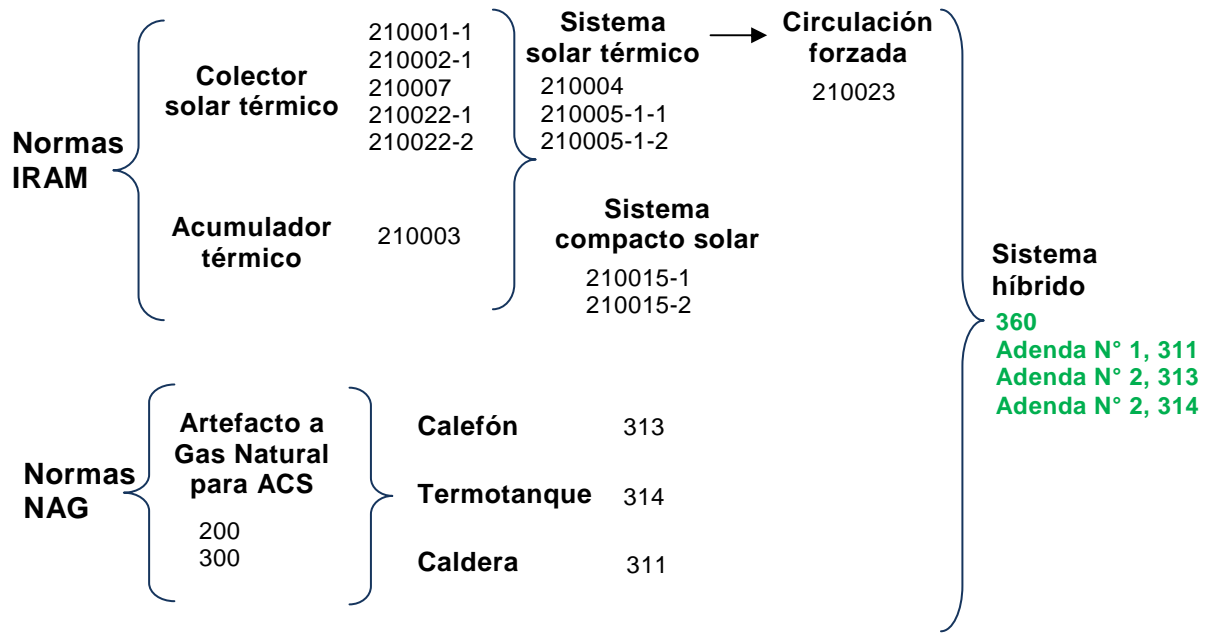 Normas
IRAM
Colector
solar térmico
210001-1
210002-1
210007
210022-1
210022-2
Acumulador
térmico
210003
Sistema
solar térmico
210004
210005-1-1
210005-1-2
Circulación
forzada
210023
Sistema
compacto solar
210015-1
210015-2
Normas
NAG
Artefacto a
Gas Natural
para ACS
200
300
Calefón 313
Termotanque 314
Caldera 311
Sistema
híbrido
360
Adenda N° 1, 311
Adenda N° 2, 313
Adenda N° 2, 314